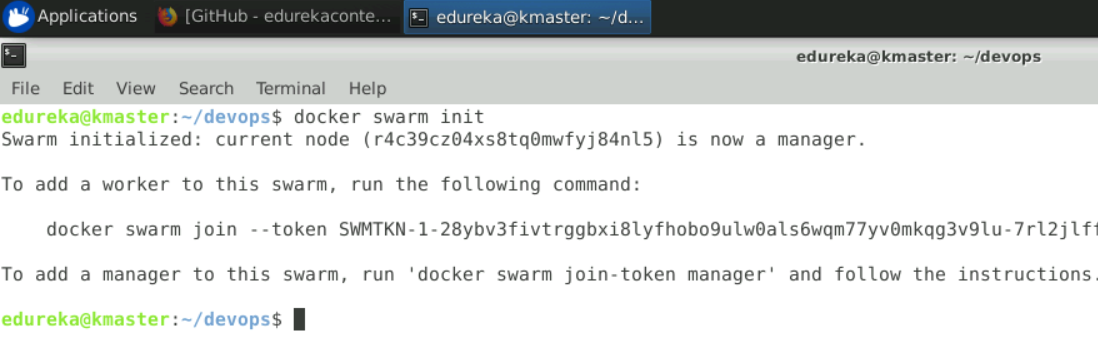 Applications [GitHub - edurekaconte... edureka@kmaster: ~/d...
edureka@kmaster: ~/devops
File Edit View Search Terminal Help
edureka@kmaster:~/devops$ docker swarm init
Swarm initialized: current node (r4c39cz04xs8tq0mwfyj84nl5) is now a manager.
To add a worker to this swarm, run the following command:
docker swarm join --token SWMTKN-1-28ybv3fivtrggbxi8lyfhobo9ulw0als6wqm77yv0mkqg3v9lu-7rl2jlff
To add a manager to this swarm, run 'docker swarm join-token manager' and follow the instructions.
edureka@kmaster:~/devops$